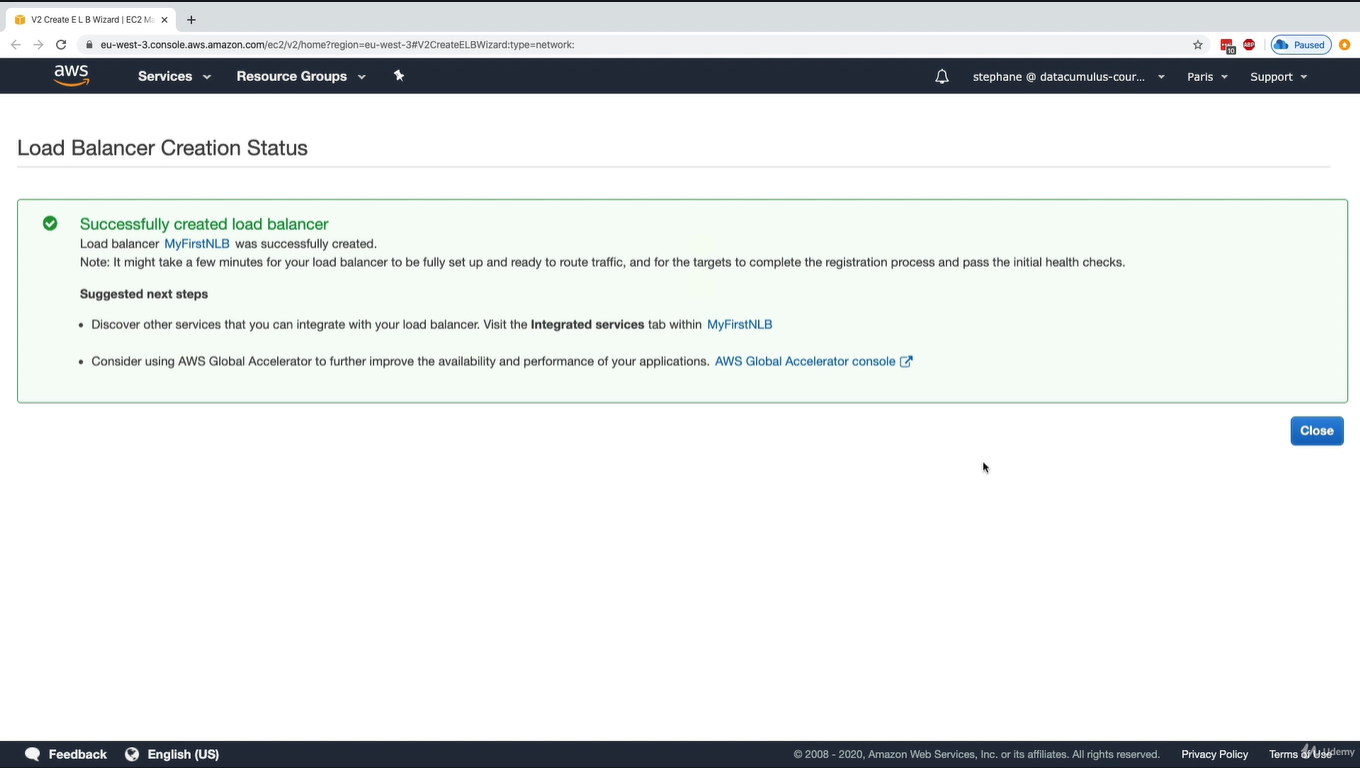 V2 Create E L B Wizard | EC2 Ma
eu-west-3.console.aws.amazon.com/ec2/v2/home?region=eu-west-3#V2CreateELBWizard:type=network:
10
ABP
Paused
aws
Services
Resource Groups
stephane @ datacumulus-cour...
Paris
Support
Load Balancer Creation Status
Successfully created load balancer
Load balancer MyFirstNLB was successfully created.
Note: It might take a few minutes for your load balancer to be fully set up and ready to route traffic, and for the targets to complete the registration process and pass the initial health checks.
Suggested next steps
Discover other services that you can integrate with your load balancer. Visit the Integrated services tab within MyFirstNLB
Consider using AWS Global Accelerator to further improve the availability and performance of your applications. AWS Global Accelerator console
Close
Feedback
English (US)
© 2008 - 2020, Amazon Web Services, Inc. or its affiliates. All rights reserved.
Privacy Policy
Terms of Use
Udemy